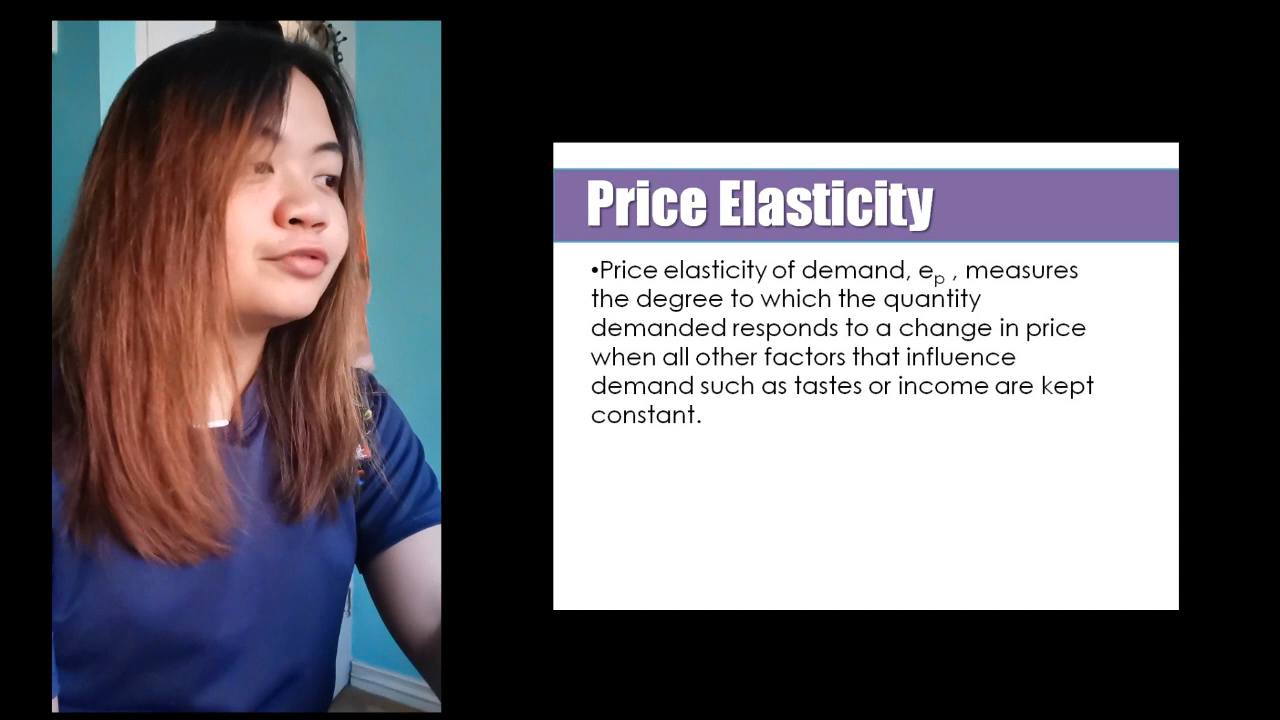 Price Elasticity
•Price elasticity of demand, eₚ , measures
the degree to which the quantity
demanded responds to a change in price
when all other factors that influence
demand such as tastes or income are kept
constant.